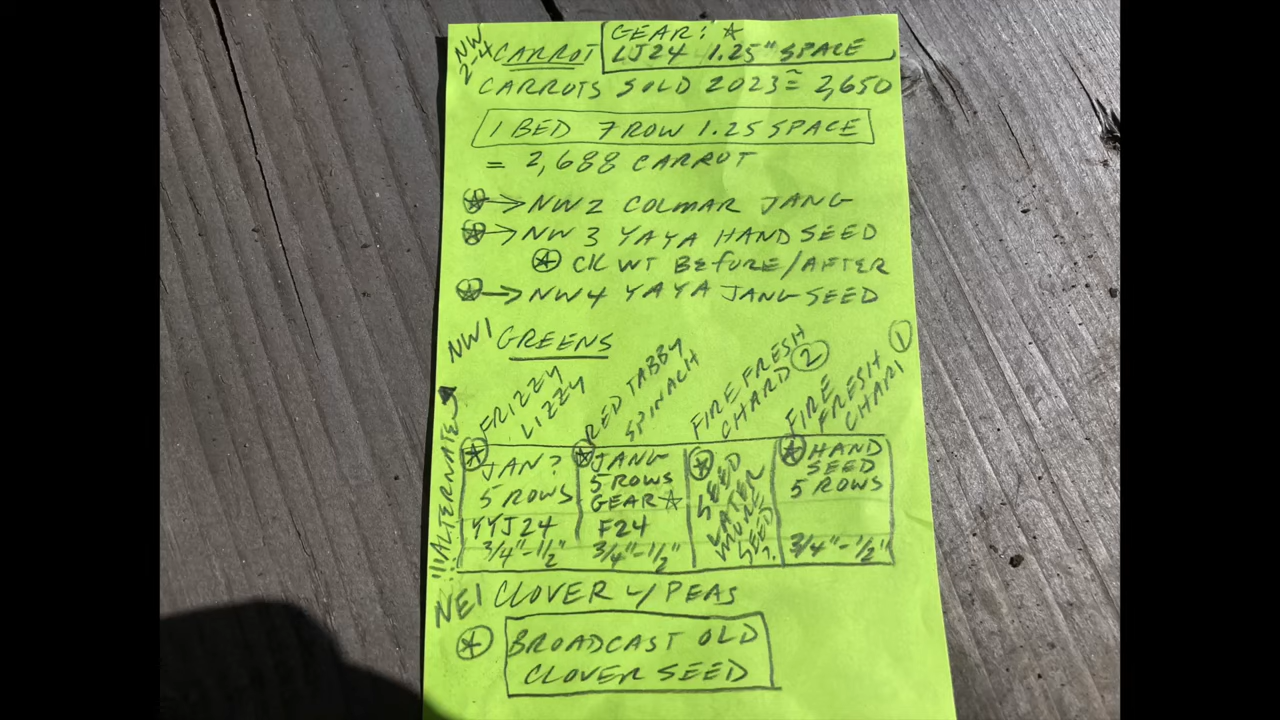 NW
2-4
CARROT
GEAR: ☆
LJ24 1.25" SPACE
CARROTS SOLD 2023 ≅ 2,650
1 BED 7 ROW 1.25 SPACE
= 2,688 CARROT
→ NW2 COLMAR JANG
→ NW 3 YAYA HAND SEED
CK WT BEFORE/AFTER
→ NW4 YAYA JANG SEED
NW1 GREENS
!!! ALTERNATE
FRIZZY
LIZZY
JAN?
5 ROWS
YYJ24
3/4"-1/2"
RED TABBY
SPINACH
JANG
5 ROWS
GEAR ☆
F24
3/4"-1/2"
FIRE FRESH
CHARD 2
SEED
LATER
MORE
SEED?
FIRE
FRESH
CHARD
1
HAND
SEED
5 ROWS
3/4"-1/2"
NE1 CLOVER w/PEAS
BROADCAST OLD
CLOVER SEED